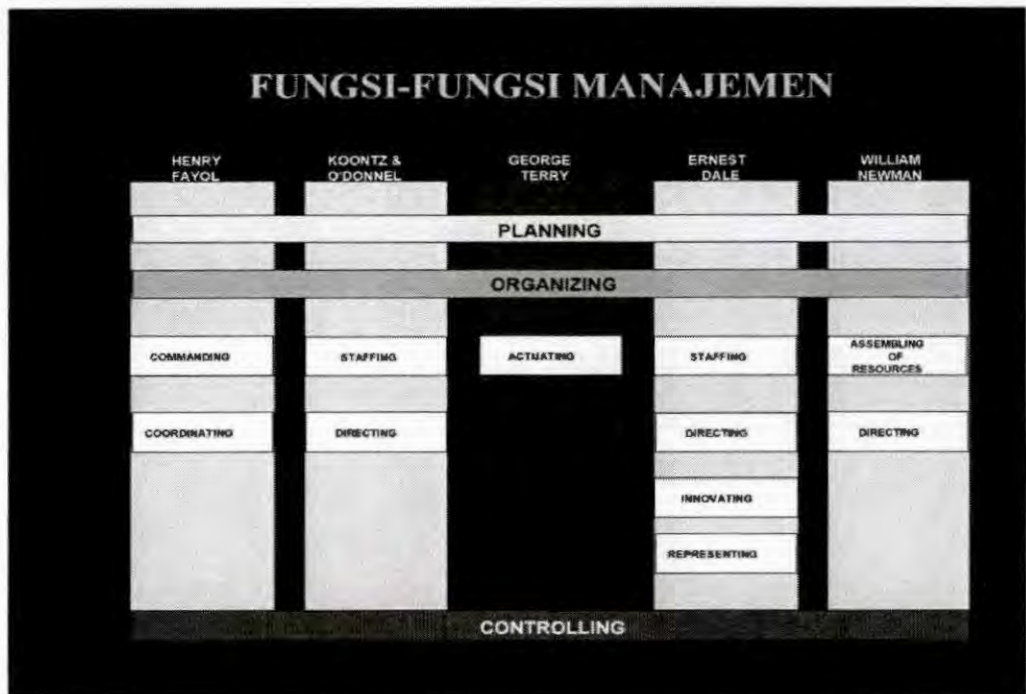 FUNGSI-FUNGSI MANAJEMEN
HENRY
FAYOL
KOONTZ &
O'DONNEL
GEORGE
TERRY
ERNEST
DALE
WILLIAM
NEWMAN
PLANNING
ORGANIZING
COMMANDING
STAFFING
ACTUATING
STAFFING
ASSEMBLING
OF
RESOURCES
COORDINATING
DIRECTING
DIRECTING
DIRECTING
INNOVATING
REPRESENTING
CONTROLLING